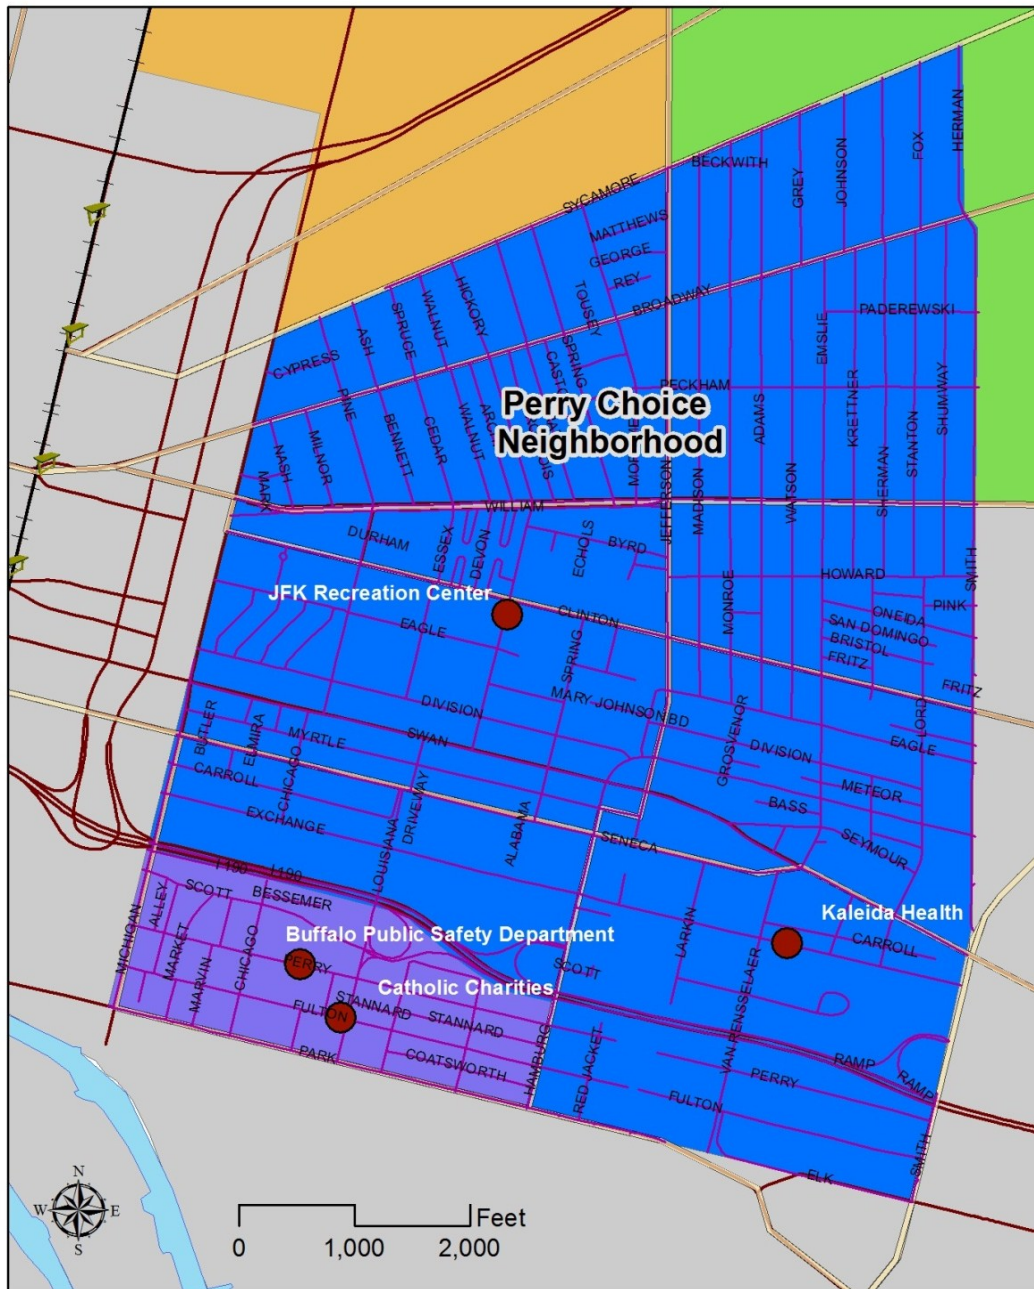 HERMAN
FOX
JOHNSON
GREY
BECKWITH
SYCAMORE
MATTHEWS
GEORGE
REY
BROADWAY
TOUSEY
HICKORY
WALNUT
SPRUCE
ASH
CYPRESS
PADEREWSKI
EMSLIE
SHUMWAY
SPRING
PECKHAM
PINE
BENNETT
CEDAR
WALNUT
Perry Choice
Neighborhood
ADAMS
KRETTNER
STANTON
SHERMAN
WATSON
MADISON
JEFFERSON
NASH
MILNOR
MARK
WILLIAM
DURHAM
ESSEX
DEVON
ECHOLS
BYRD
HOWARD
SMITH
PINK
ONEIDA
SAN DOMINGO
BRISTOL
FRITZ
FRITZ
MONROE
JFK Recreation Center
CLINTON
EAGLE
SPRING
MARY JOHNSON BD
DIVISION
SWAN
GROSVENOR
DIVISION
LORD
EAGLE
BUTLER
ELMIRA
MYRTLE
CHICAGO
CARROLL
EXCHANGE
METEOR
BASS
SEYMOUR
LOUISIANA
DRIVEWAY
ALABAMA
SENECA
I 190
I 190
SCOTT
BESSEMER
Kaleida Health
CARROLL
LARKIN
Buffalo Public Safety Department
ALLEY
MICHIGAN
MARKET
MARVIN
CHICAGO
PERRY
SCOTT
Catholic Charities
VAN RENSSELAER
FULTON
STANNARD
STANNARD
PARK
COATSWORTH
HAMBURG
RED JACKET
RAMP
RAMP
PERRY
FULTON
SMITH
ELK
N
W
E
S
Feet
0 1,000 2,000